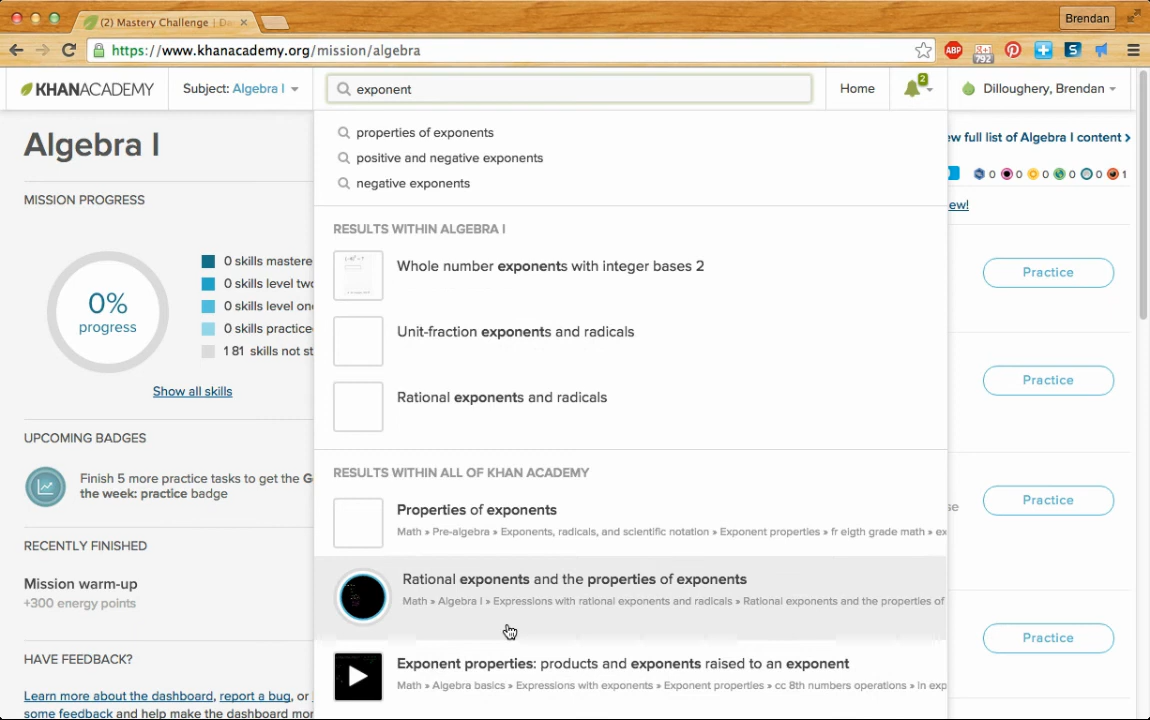 (2) Mastery Challenge | Da
Brendan
https://www.khanacademy.org/mission/algebra
ABP
792
KHANACADEMY
Subject: Algebra I
exponent
Home
2
Dilloughery, Brendan
properties of exponents
positive and negative exponents
negative exponents
Algebra I
ew full list of Algebra I content ›
0 0 0 0 0 1
ew!
MISSION PROGRESS
0% progress
0 skills mastere
0 skills level two
0 skills level one
0 skills practice
181 skills not st
Show all skills
RESULTS WITHIN ALGEBRA I
Whole number exponents with integer bases 2
Unit-fraction exponents and radicals
Rational exponents and radicals
Practice
Practice
Practice
Practice
UPCOMING BADGES
Finish 5 more practice tasks to get the G
the week: practice badge
RECENTLY FINISHED
Mission warm-up
+300 energy points
HAVE FEEDBACK?
Learn more about the dashboard, report a bug, or
some feedback and help make the dashboard mor
RESULTS WITHIN ALL OF KHAN ACADEMY
Properties of exponents
Math » Pre-algebra » Exponents, radicals, and scientific notation » Exponent properties » fr eigth grade math » ex
Rational exponents and the properties of exponents
Math » Algebra I » Expressions with rational exponents and radicals » Rational exponents and the properties of
Exponent properties: products and exponents raised to an exponent
Math » Algebra basics » Expressions with exponents » Exponent properties » cc 8th numbers operations » in exp